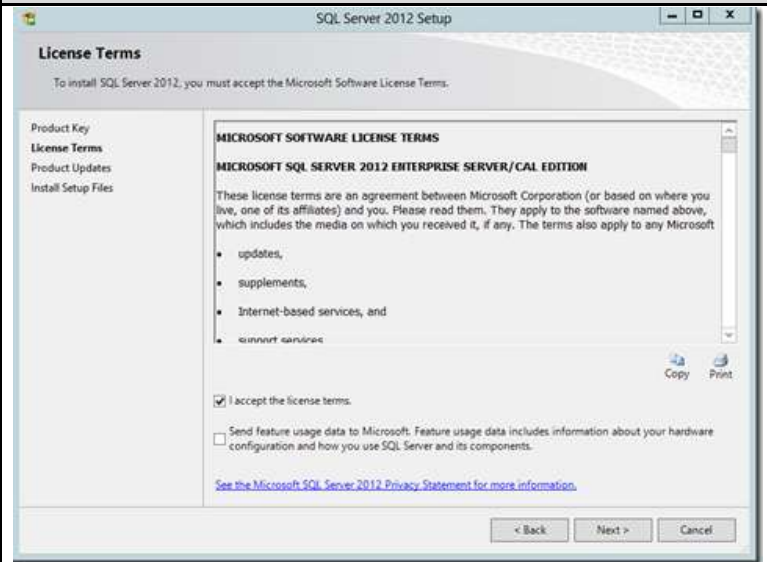 SQL Server 2012 Setup
License Terms
To install SQL Server 2012, you must accept the Microsoft Software License Terms.
Product Key
License Terms
Product Updates
Install Setup Files
MICROSOFT SOFTWARE LICENSE TERMS
MICROSOFT SQL SERVER 2012 ENTERPRISE SERVER/CAL EDITION
These license terms are an agreement between Microsoft Corporation (or based on where you
live, one of its affiliates) and you. Please read them. They apply to the software named above,
which includes the media on which you received it, if any. The terms also apply to any Microsoft
• updates,
• supplements,
• Internet-based services, and
• support services
Copy Print
I accept the license terms.
Send feature usage data to Microsoft. Feature usage data includes information about your hardware
configuration and how you use SQL Server and its components.
See the Microsoft SQL Server 2012 Privacy Statement for more information.
< Back Next > Cancel